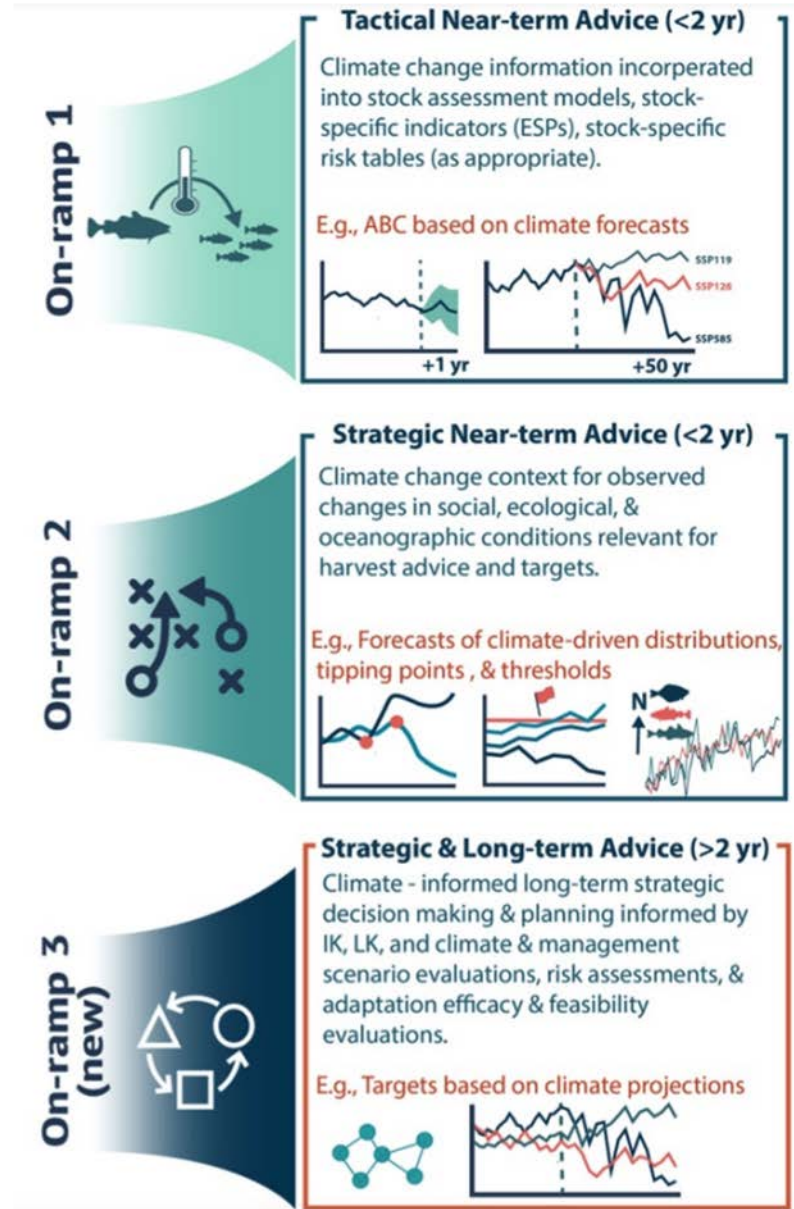 On-ramp 1
Tactical Near-term Advice (<2 yr)
Climate change information incorperated
into stock assessment models, stock-
specific indicators (ESPs), stock-specific
risk tables (as appropriate).
E.g., ABC based on climate forecasts
+1 yr
SSP119
SSP126
SSP585
+50 yr
On-ramp 2
Strategic Near-term Advice (<2 yr)
Climate change context for observed
changes in social, ecological, &
oceanographic conditions relevant for
harvest advice and targets.
E.g., Forecasts of climate-driven distributions,
tipping points , & thresholds
N
On-ramp 3
(new)
Strategic & Long-term Advice (>2 yr)
Climate - informed long-term strategic
decision making & planning informed by
IK, LK, and climate & management
scenario evaluations, risk assessments, &
adaptation efficacy & feasibility
evaluations.
E.g., Targets based on climate projections